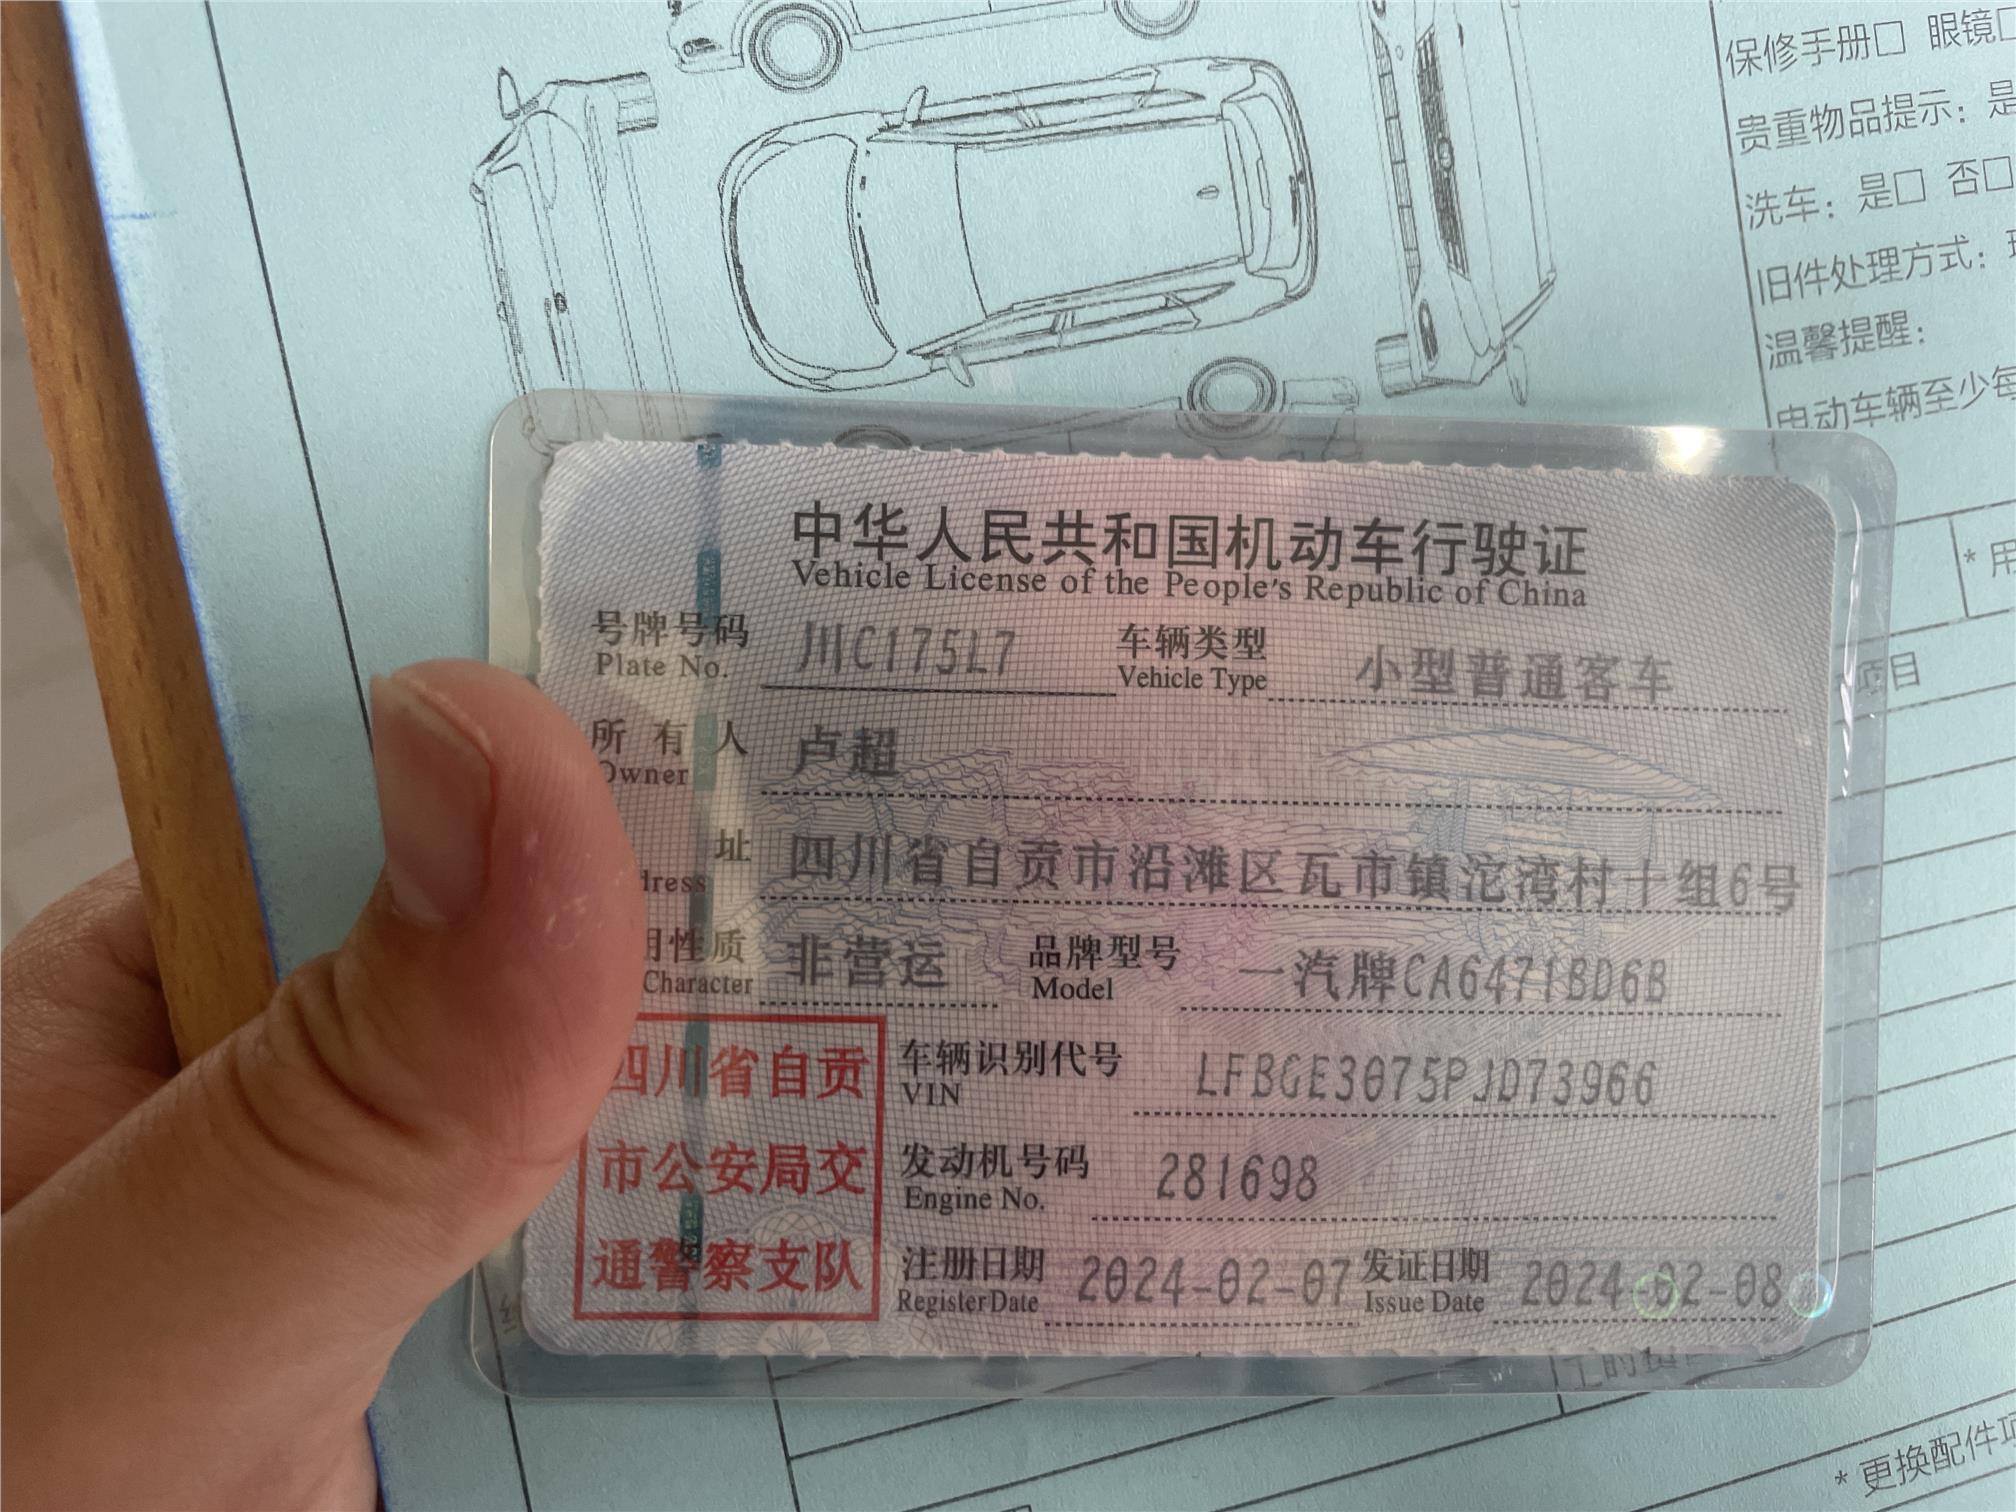 保修手册□ 眼镜□
贵重物品提示：是
洗车：是□ 否□
旧件处理方式：
温馨提醒：
电动车辆至少每
* 用
项目
中华人民共和国机动车行驶证
Vehicle License of the People's Republic of China
号牌号码 川C175L7 车辆类型 小型普通客车
Plate No. Vehicle Type
所有人 卢超
Owner
址 四川省自贡市沿滩区瓦市镇沱湾村十组6号
dress
用性质 非营运 品牌型号 一汽牌CA6471BD6B
Character Model
四川省自贡
市公安局交
通警察支队
车辆识别代号 LFBGE3075PJD73966
VIN
发动机号码 281698
Engine No.
注册日期 2024-02-07 发证日期 2024-02-08
Register Date Issue Date
* 更换配件项